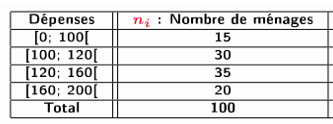 Dépenses n_i : Nombre de ménages
[0; 100[ 15
[100; 120[ 30
[120; 160[ 35
[160; 200[ 20
Total 100